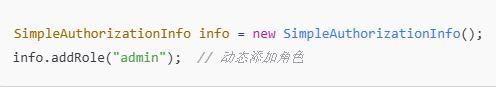 SimpleAuthorizationInfo info = new SimpleAuthorizationInfo();
info.addRole("admin");  // 动态添加角色